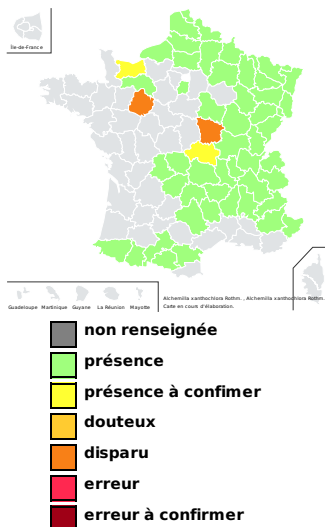 Île-de-France
Guadeloupe Martinique Guyane La Réunion Mayotte
Alchemilla xanthochlora Rothm.., Alchemilla xanthochlora Rothm.
Carte en cours d'élaboration.
non renseignée
présence
présence à confimer
douteux
disparu
erreur
erreur à confirmer